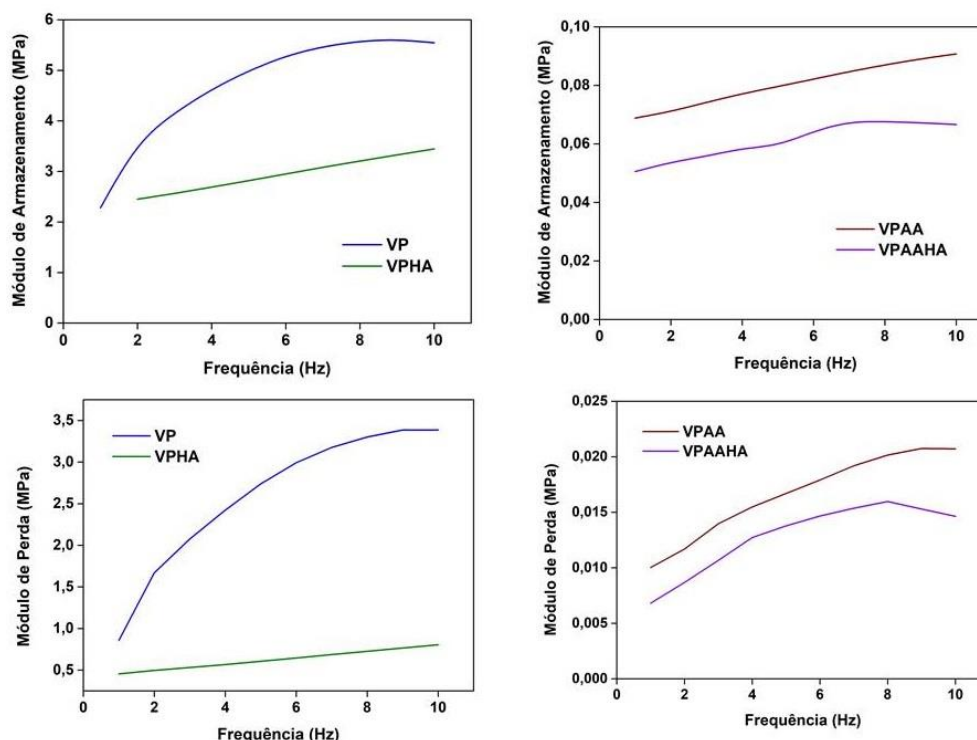 Módulo de Armazenamento (MPa)
6
5
4
3
2
1
0
VP
VPHA
0 2 4 6 8 10
Frequência (Hz)
Módulo de Armazenamento (MPa)
0,10
0,08
0,06
0,04
0,02
0,00
VPAA
VPAAHA
0 2 4 6 8 10
Frequência (Hz)
Módulo de Perda (MPa)
3,5
3,0
2,5
2,0
1,5
1,0
0,5
VP
VPHA
0 2 4 6 8 10
Frequência (Hz)
Módulo de Perda (MPa)
0,025
0,020
0,015
0,010
0,005
0,000
VPAA
VPAAHA
0 2 4 6 8 10
Frequência (Hz)